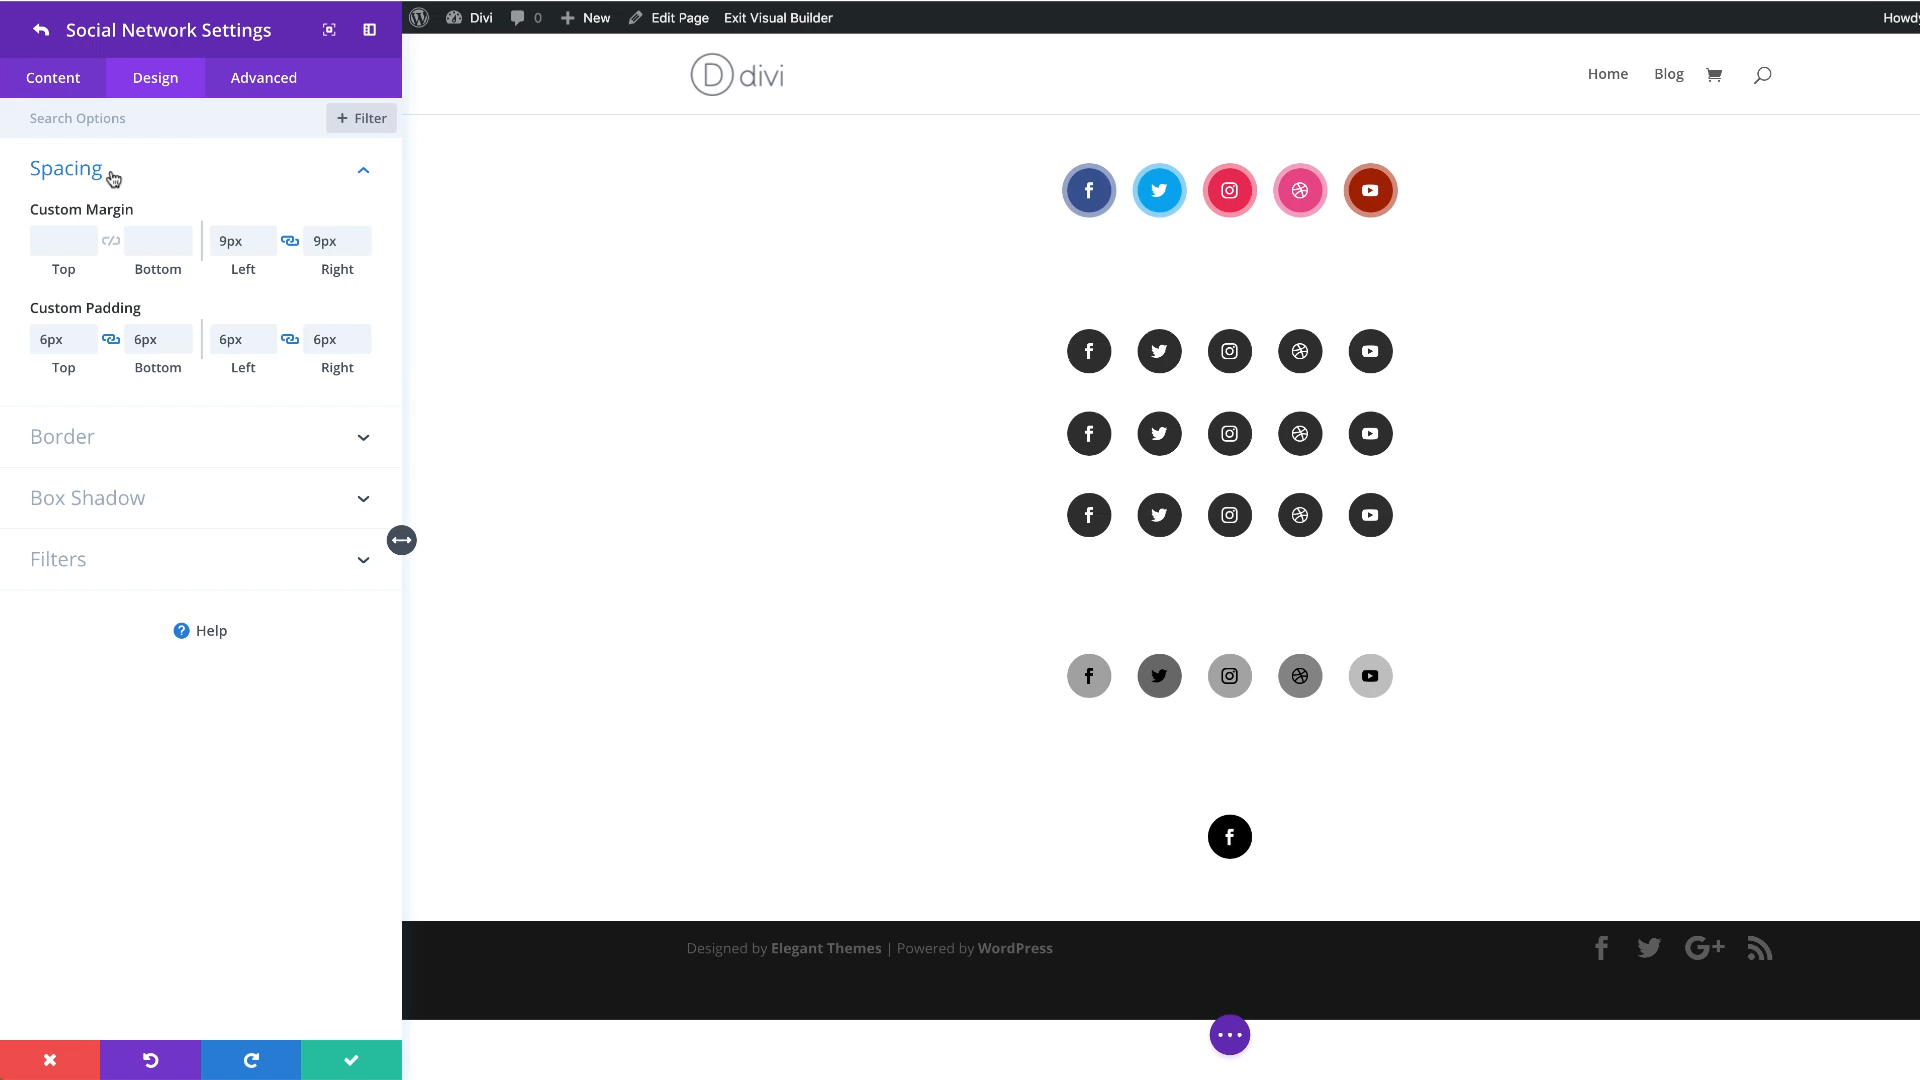 Social Network Settings
Divi
0
New
Edit Page
Exit Visual Builder
Howdy
Content
Design
Advanced
D divi
Home
Blog
Search Options
+ Filter
Spacing
Custom Margin
9px
9px
Top
Bottom
Left
Right
Custom Padding
6px
6px
6px
6px
Top
Bottom
Left
Right
Border
Box Shadow
Filters
? Help
Designed by Elegant Themes | Powered by WordPress
G+